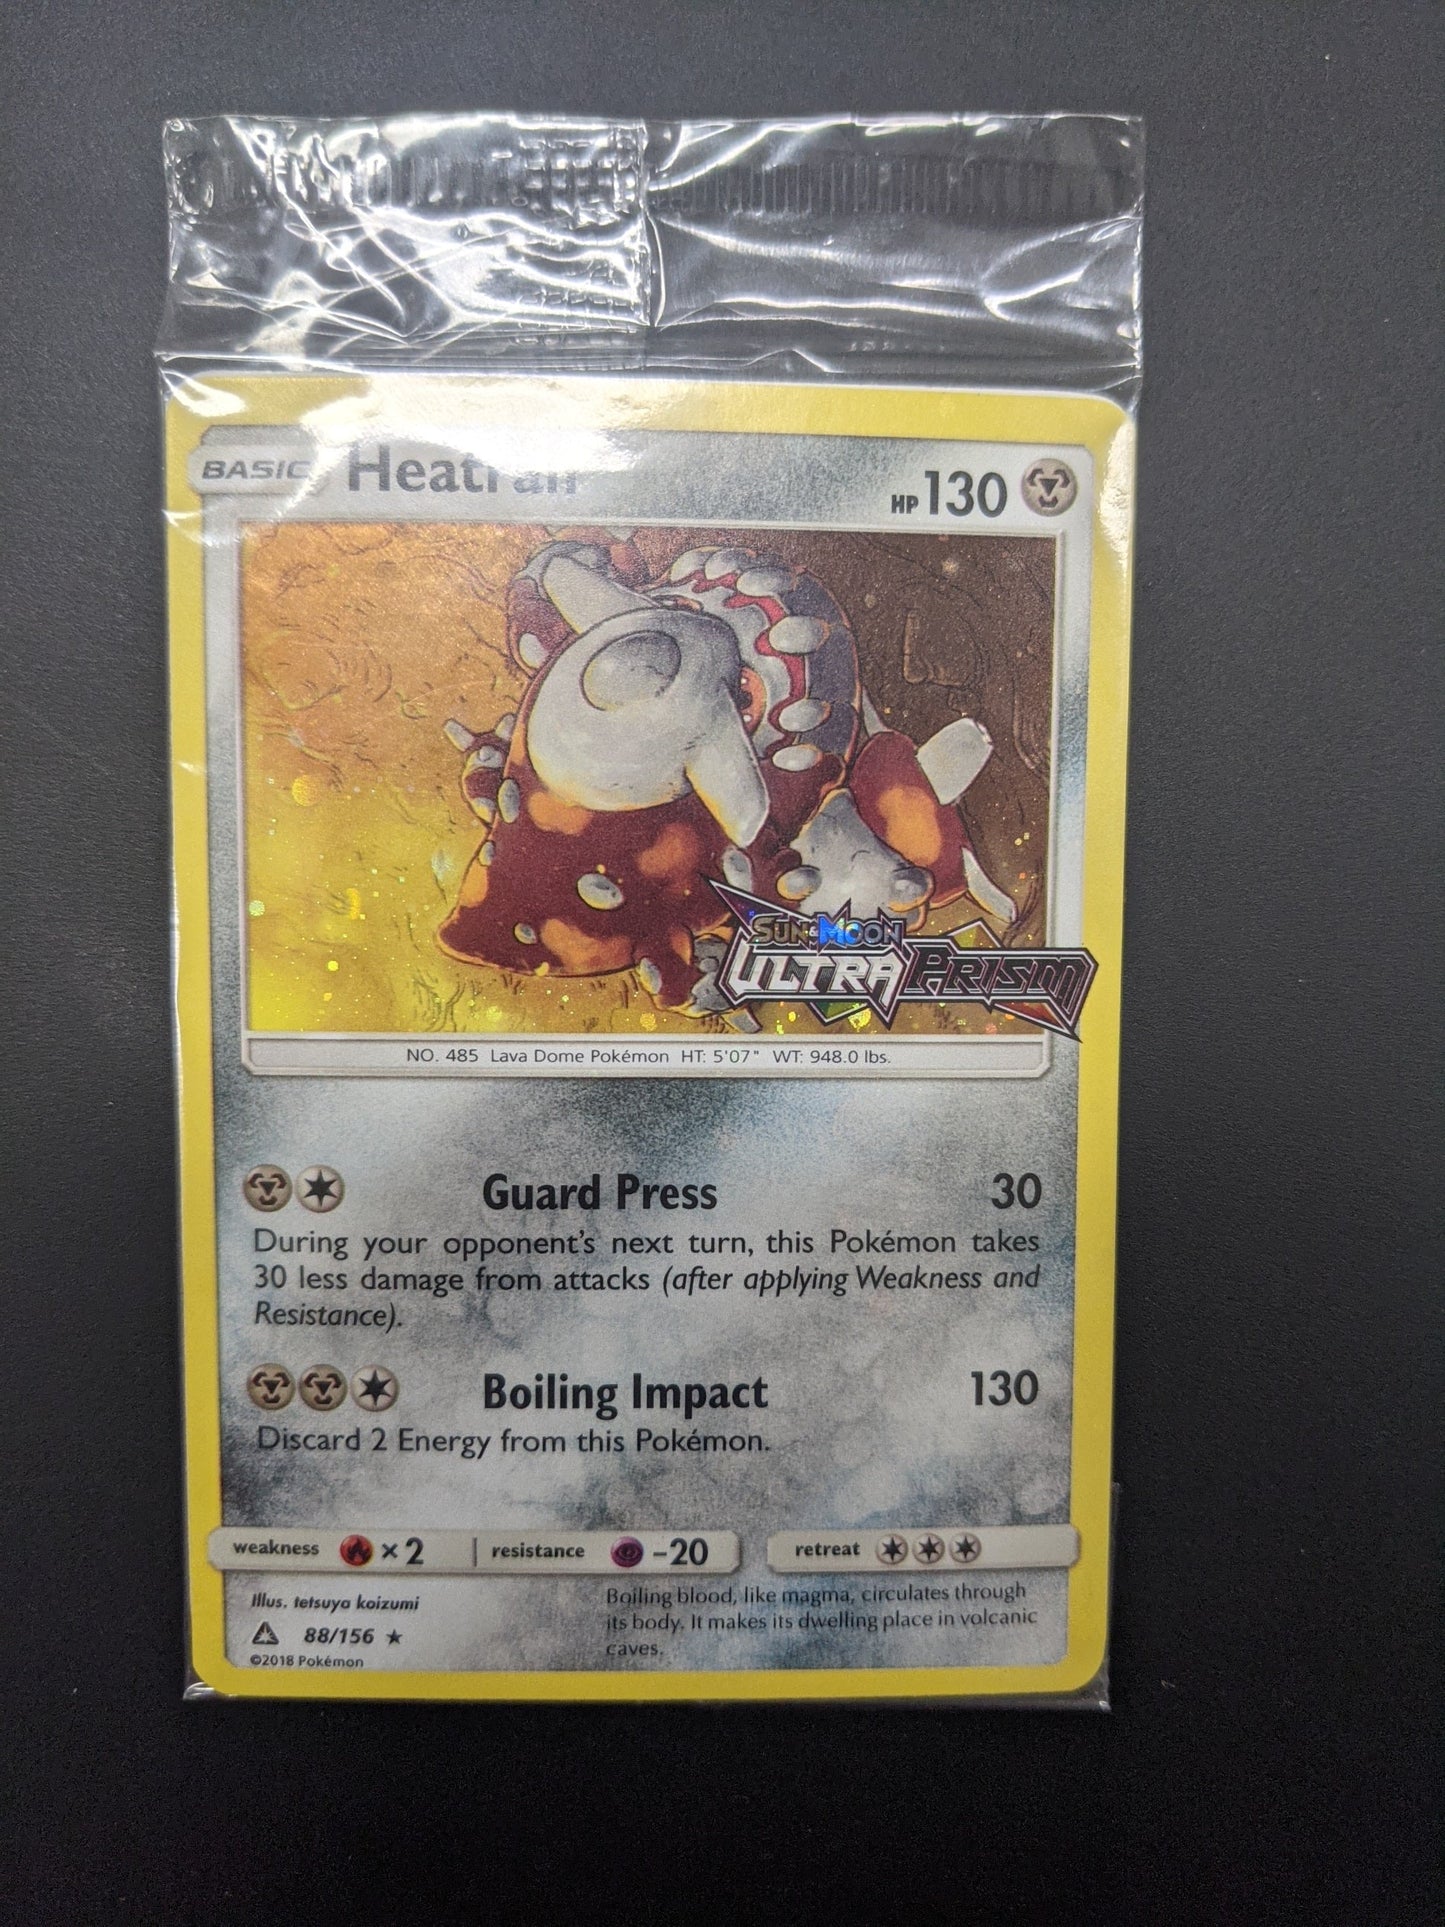 BASIC Heatran HP 130
SUN & MOON
ULTRA PRISM
NO. 485 Lava Dome Pokémon HT: 5'07" WT: 948.0 lbs.
Guard Press 30
During your opponent's next turn, this Pokémon takes
30 less damage from attacks (after applying Weakness and
Resistance).
Boiling Impact 130
Discard 2 Energy from this Pokémon.
weakness ×2 resistance -20 retreat
Illus. tetsuya koizumi
88/156 ★
©2018 Pokémon
Boiling blood, like magma, circulates through
its body. It makes its dwelling place in volcanic
caves.